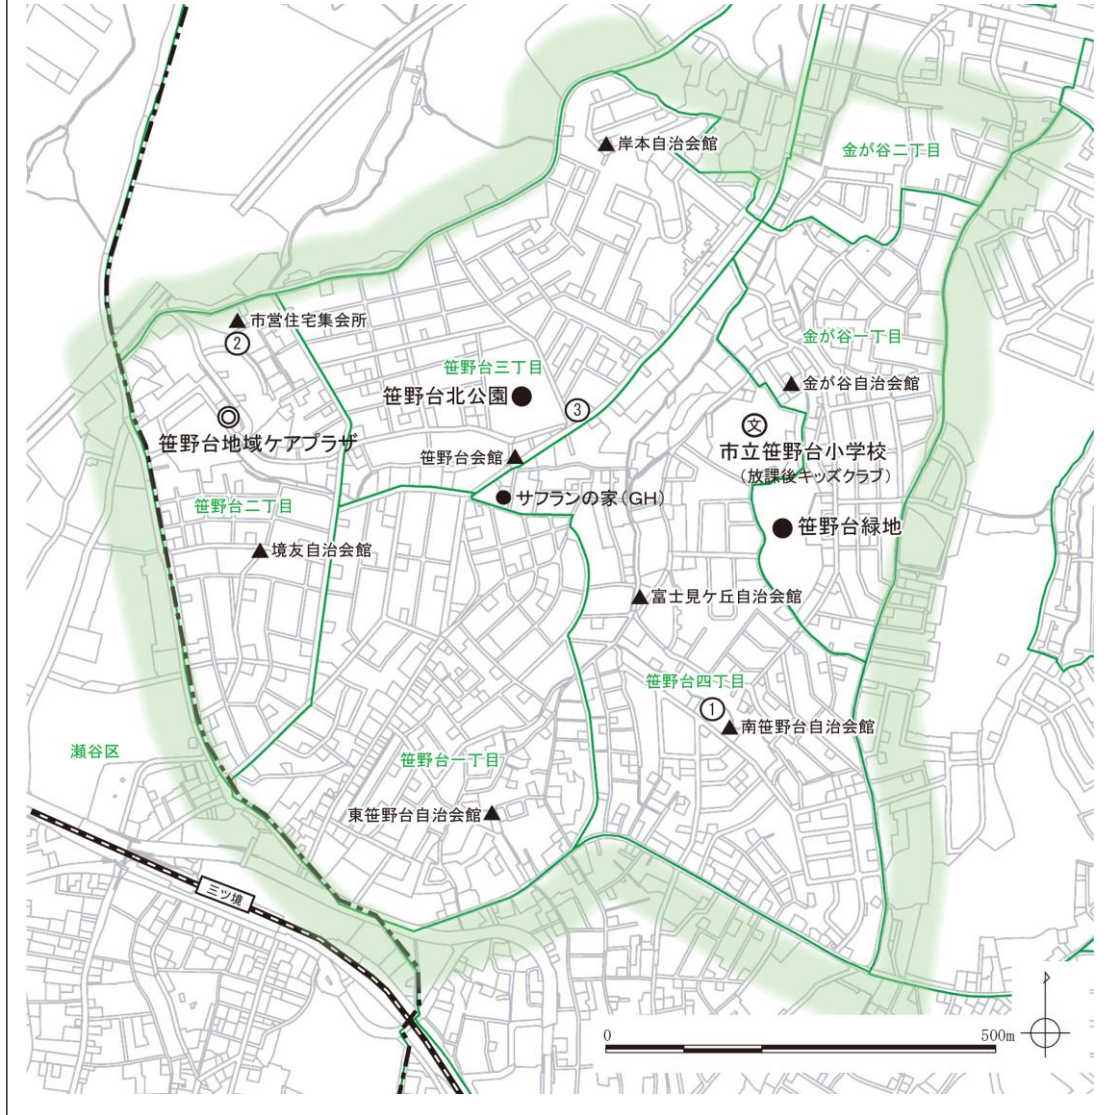 岸本自治会館
金が谷二丁目
市営住宅集会所
②
金が谷一丁目
笹野台三丁目
金が谷自治会館
笹野台北公園
③
笹野台地域ケアプラザ
文
市立笹野台小学校
(放課後キッズクラブ)
笹野台会館
サフランの家(GH)
笹野台二丁目
笹野台緑地
境友自治会館
富士見ケ丘自治会館
笹野台四丁目
①
南笹野台自治会館
瀬谷区
笹野台一丁目
東笹野台自治会館
三ツ境
0 500m